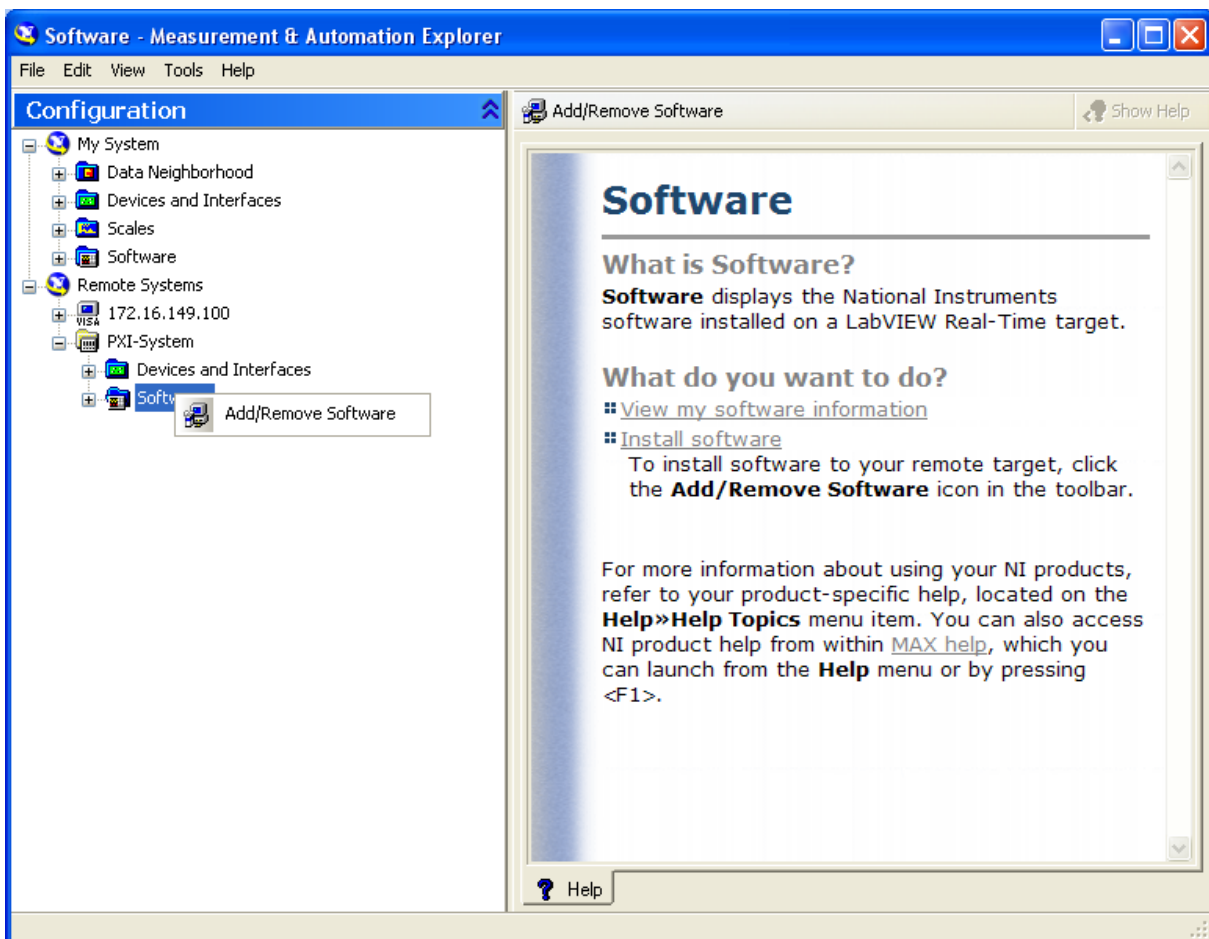 Software - Measurement & Automation Explorer
File Edit View Tools Help
Configuration
My System
Data Neighborhood
Devices and Interfaces
Scales
Software
Remote Systems
VISA
172.16.149.100
PXI-System
Devices and Interfaces
Add/Remove Software
Add/Remove Software
Show Help
Software
What is Software?
Software displays the National Instruments
software installed on a LabVIEW Real-Time target.
What do you want to do?
View my software information
Install software
To install software to your remote target, click
the Add/Remove Software icon in the toolbar.
For more information about using your NI products,
refer to your product-specific help, located on the
Help»Help Topics menu item. You can also access
NI product help from within MAX help, which you
can launch from the Help menu or by pressing
<F1>.
Help